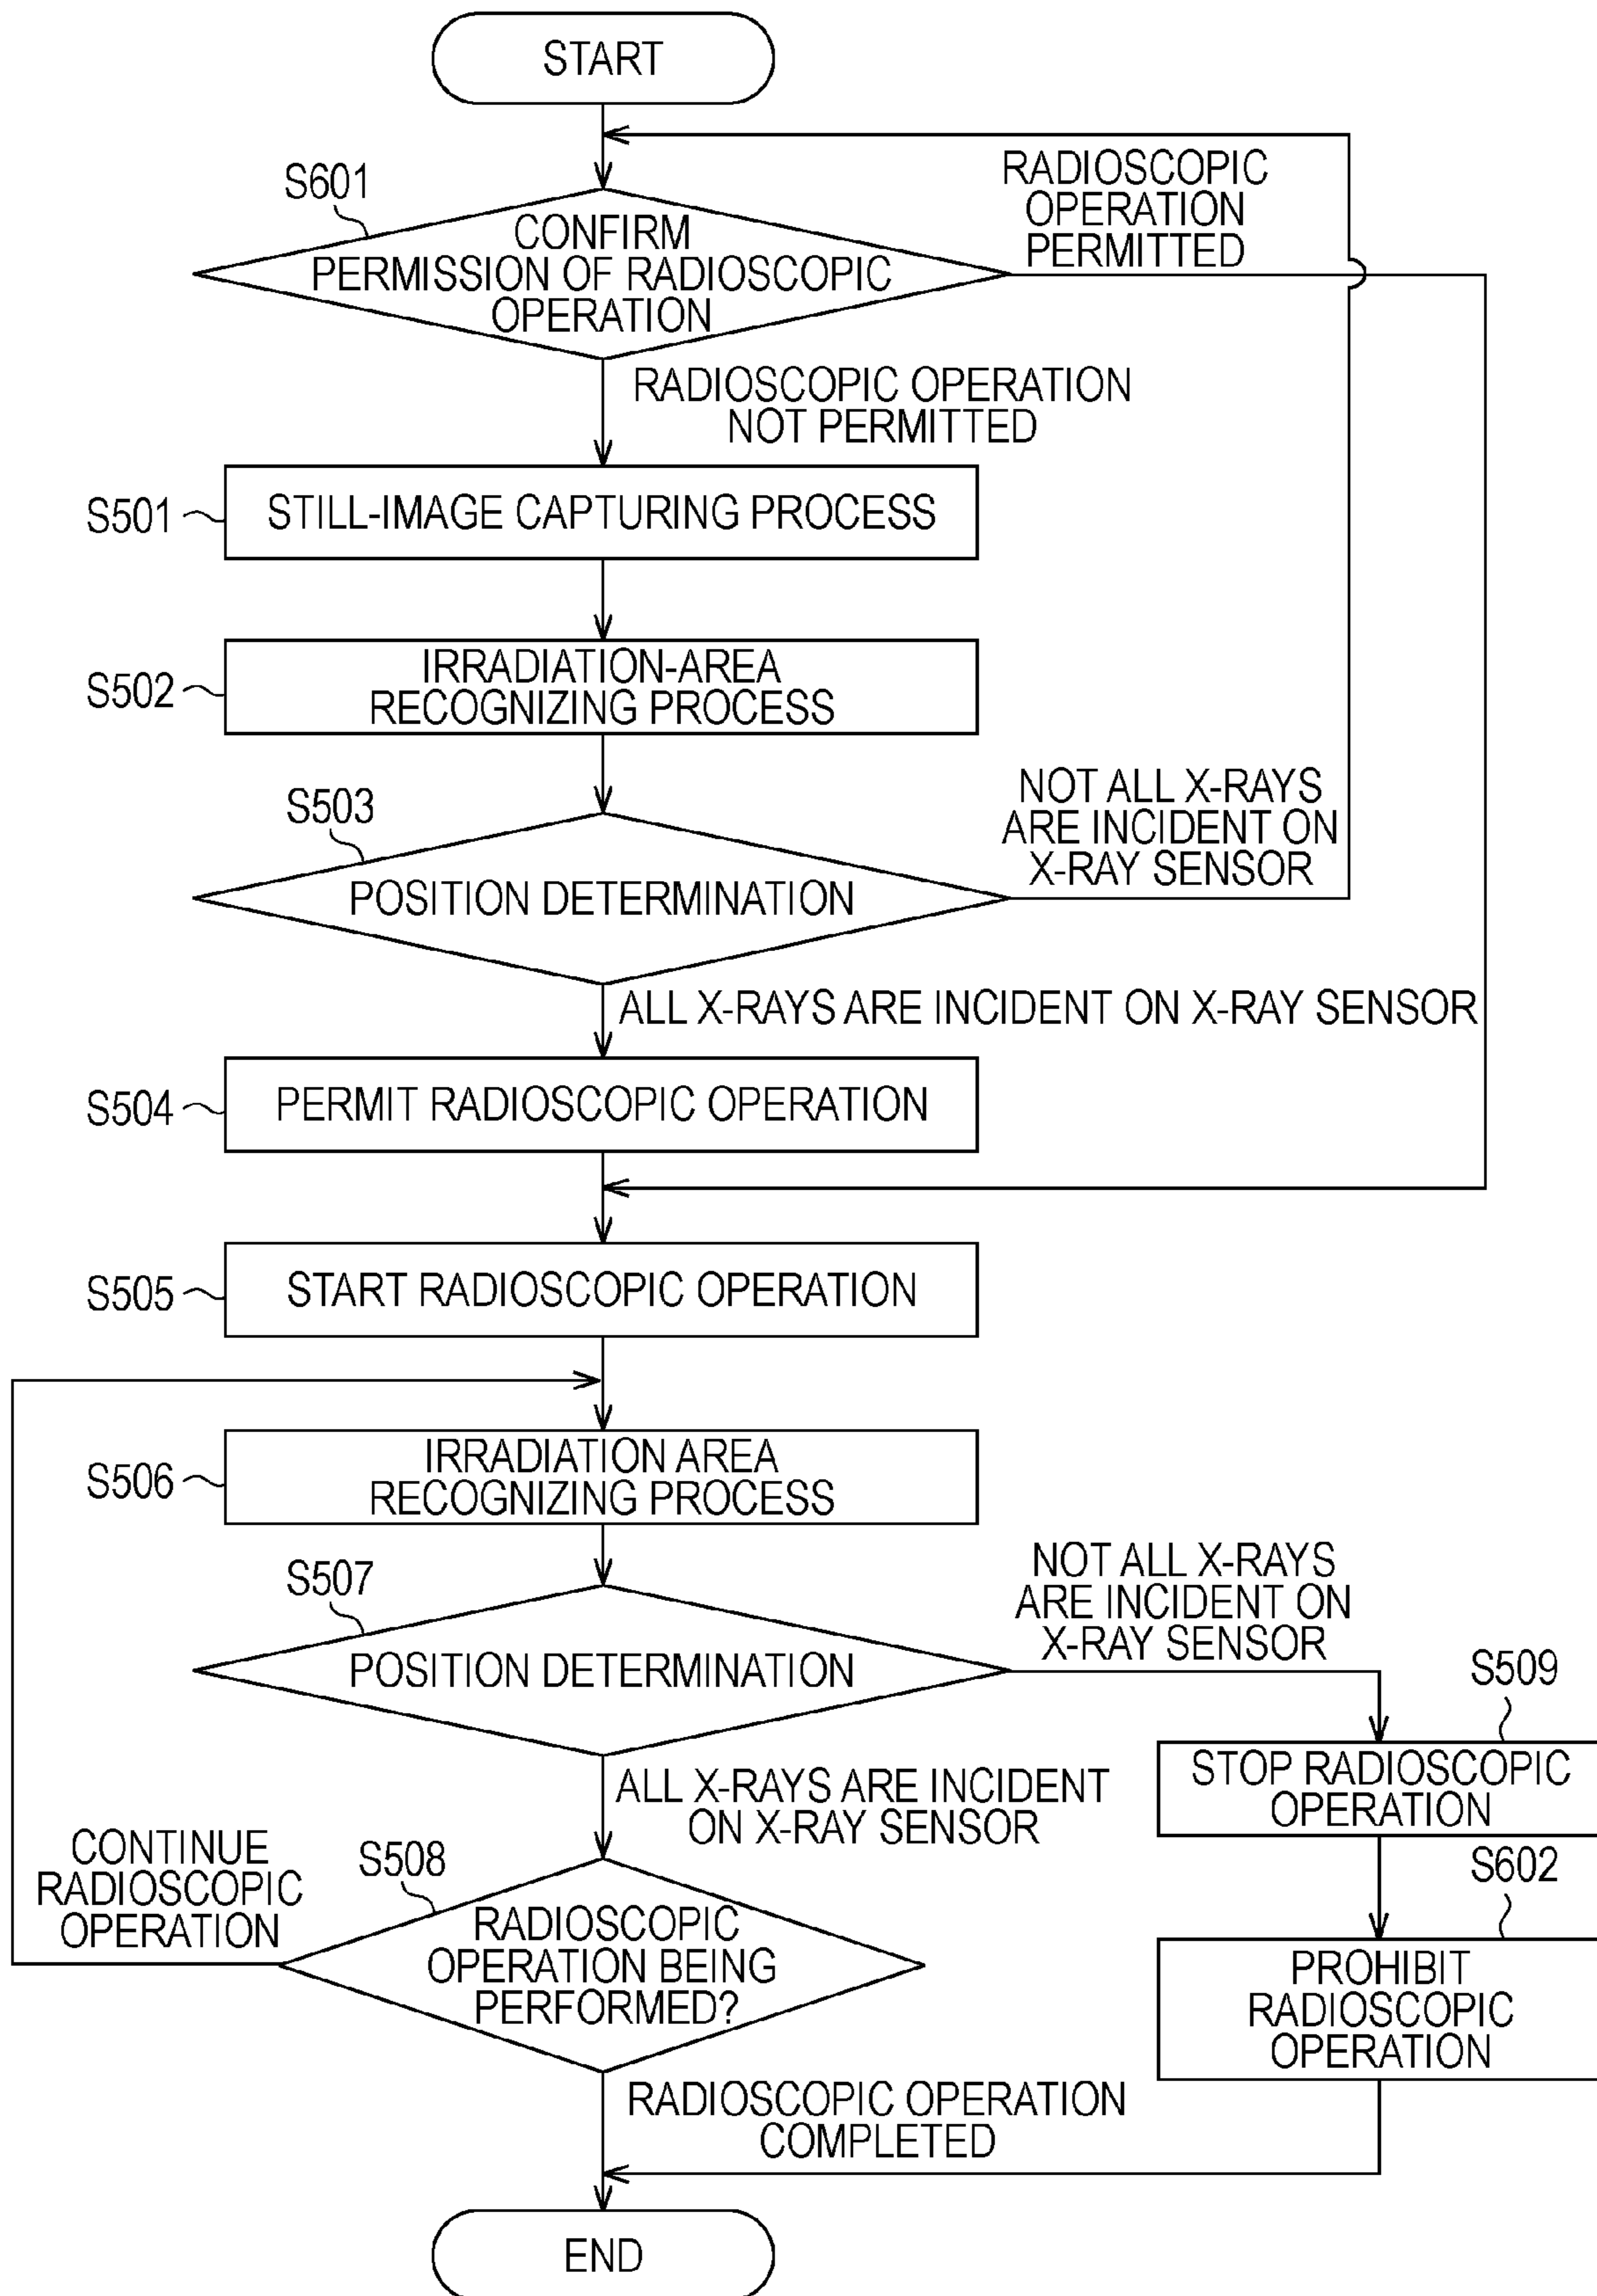 START
S601
CONFIRM
PERMISSION OF RADIOSCOPIC
OPERATION
RADIOSCOPIC
OPERATION
PERMITTED
RADIOSCOPIC OPERATION
NOT PERMITTED
S501
STILL-IMAGE CAPTURING PROCESS
S502
IRRADIATION-AREA
RECOGNIZING PROCESS
S503
POSITION DETERMINATION
NOT ALL X-RAYS
ARE INCIDENT ON
X-RAY SENSOR
ALL X-RAYS ARE INCIDENT ON X-RAY SENSOR
S504
PERMIT RADIOSCOPIC OPERATION
S505
START RADIOSCOPIC OPERATION
S506
IRRADIATION AREA
RECOGNIZING PROCESS
S507
POSITION DETERMINATION
NOT ALL X-RAYS
ARE INCIDENT ON
X-RAY SENSOR
S509
STOP RADIOSCOPIC
OPERATION
ALL X-RAYS ARE INCIDENT
ON X-RAY SENSOR
CONTINUE
RADIOSCOPIC
OPERATION
S508
RADIOSCOPIC
OPERATION BEING
PERFORMED?
S602
PROHIBIT
RADIOSCOPIC
OPERATION
RADIOSCOPIC OPERATION
COMPLETED
END